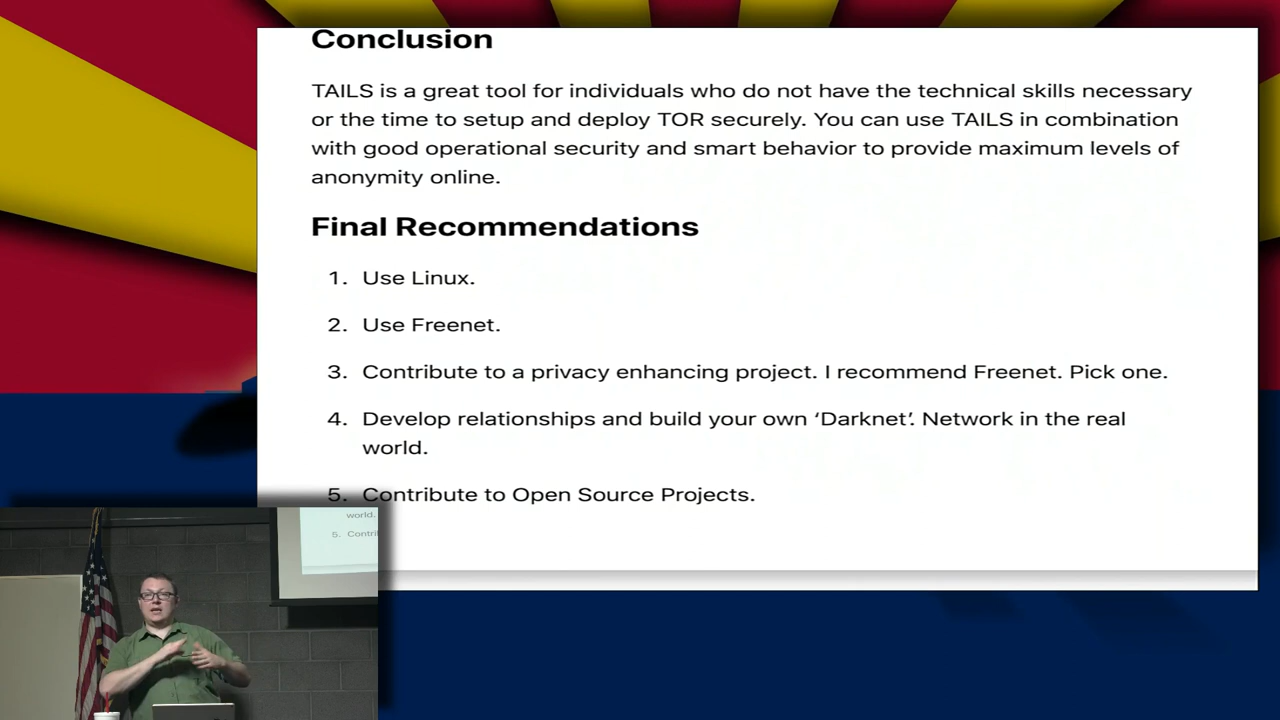 Conclusion
TAILS is a great tool for individuals who do not have the technical skills necessary
or the time to setup and deploy TOR securely. You can use TAILS in combination
with good operational security and smart behavior to provide maximum levels of
anonymity online.
Final Recommendations
1. Use Linux.
2. Use Freenet.
3. Contribute to a privacy enhancing project. I recommend Freenet. Pick one.
4. Develop relationships and build your own ‘Darknet’. Network in the real
world.
5. Contribute to Open Source Projects.
world.
5. Contri